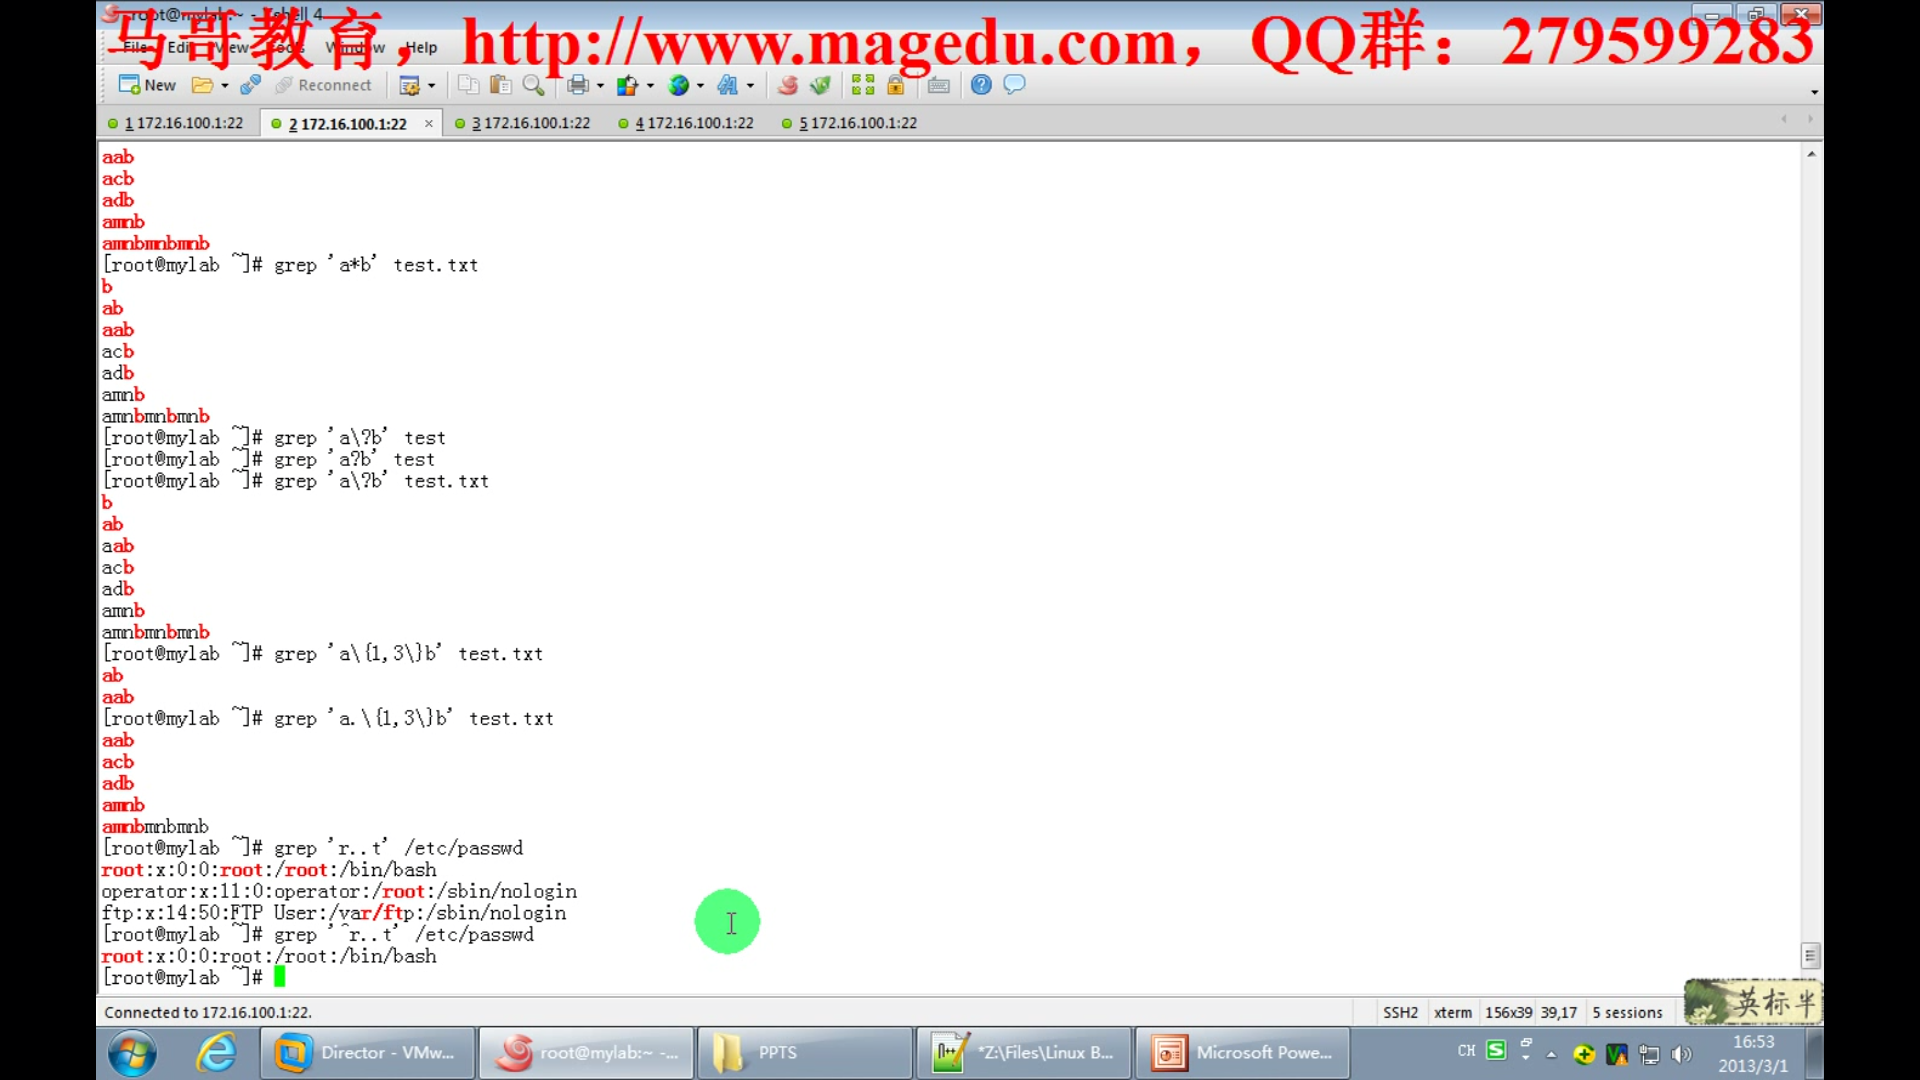 root@mylab:~ - Xshell 4
马哥教育，http://www.magedu.com，QQ群：279599283
File Edit View Tools Window Help
New Reconnect
1 172.16.100.1:22 2 172.16.100.1:22 × 3 172.16.100.1:22 4 172.16.100.1:22 5 172.16.100.1:22
aab
acb
adb
amnb
amnbmnbmnb
[root@mylab ~]# grep 'a*b' test.txt
b
ab
aab
acb
adb
amnb
amnbmnbmnb
[root@mylab ~]# grep 'a\?b' test
[root@mylab ~]# grep 'a?b' test
[root@mylab ~]# grep 'a\?b' test.txt
b
ab
aab
acb
adb
amnb
amnbmnbmnb
[root@mylab ~]# grep 'a\{1,3\}b' test.txt
ab
aab
[root@mylab ~]# grep 'a.\{1,3\}b' test.txt
aab
acb
adb
amnb
amnbmnbmnb
[root@mylab ~]# grep 'r..t' /etc/passwd
root:x:0:0:root:/root:/bin/bash
operator:x:11:0:operator:/root:/sbin/nologin
ftp:x:14:50:FTP User:/var/ftp:/sbin/nologin
[root@mylab ~]# grep '^r..t' /etc/passwd
root:x:0:0:root:/root:/bin/bash
[root@mylab ~]#
Connected to 172.16.100.1:22. SSH2 xterm 156x39 39,17 5 sessions
英标半
Director - VMw... root@mylab:~ -... PPTS *Z:\Files\Linux B... Microsoft Powe... CH 16:53
2013/3/1